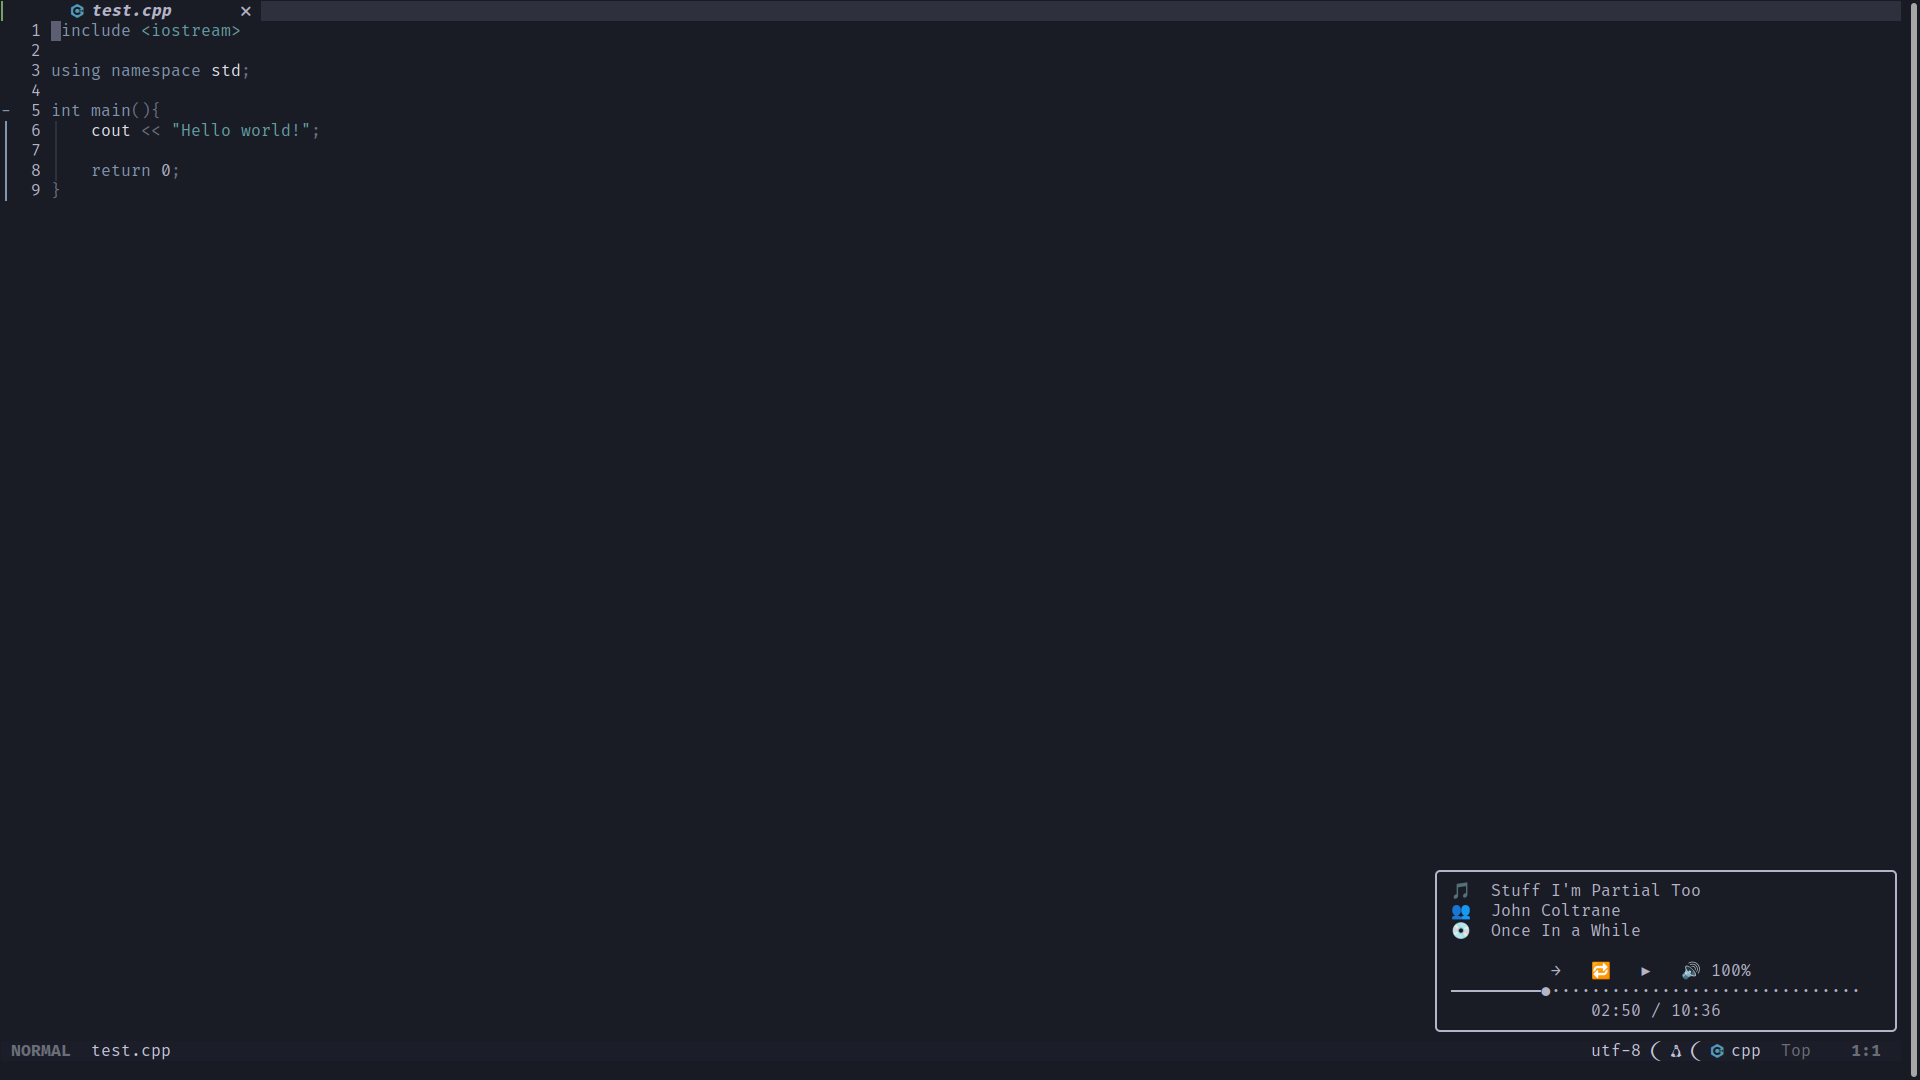 test.cpp ×
1 include <iostream>
2
3 using namespace std;
4
5 int main(){
6 cout << "Hello world!";
7
8 return 0;
9 }
Stuff I'm Partial Too
John Coltrane
Once In a While
100%
02:50 / 10:36
NORMAL test.cpp utf-8 cpp Top 1:1